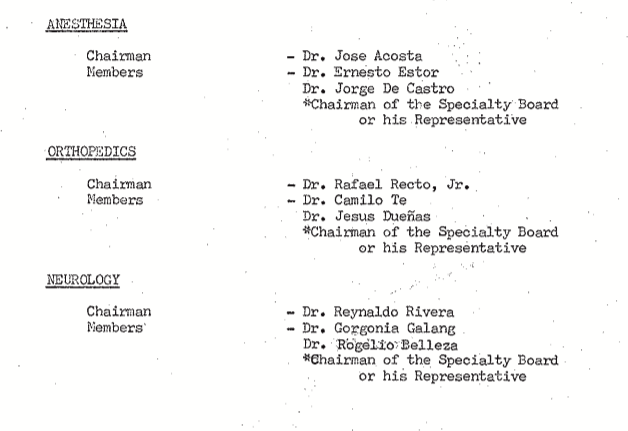 ANESTHESIA
Chairman - Dr. Jose Acosta
Members - Dr. Ernesto Estor
Dr. Jorge De Castro
*Chairman of the Specialty Board
or his Representative
ORTHOPEDICS
Chairman - Dr. Rafael Recto, Jr.
Members - Dr. Camilo Te
Dr. Jesus Dueñas
*Chairman of the Specialty Board
or his Representative
NEUROLOGY
Chairman - Dr. Reynaldo Rivera
Members - Dr. Gorgonia Galang
Dr. Rogelio Belleza
*Chairman of the Specialty Board
or his Representative